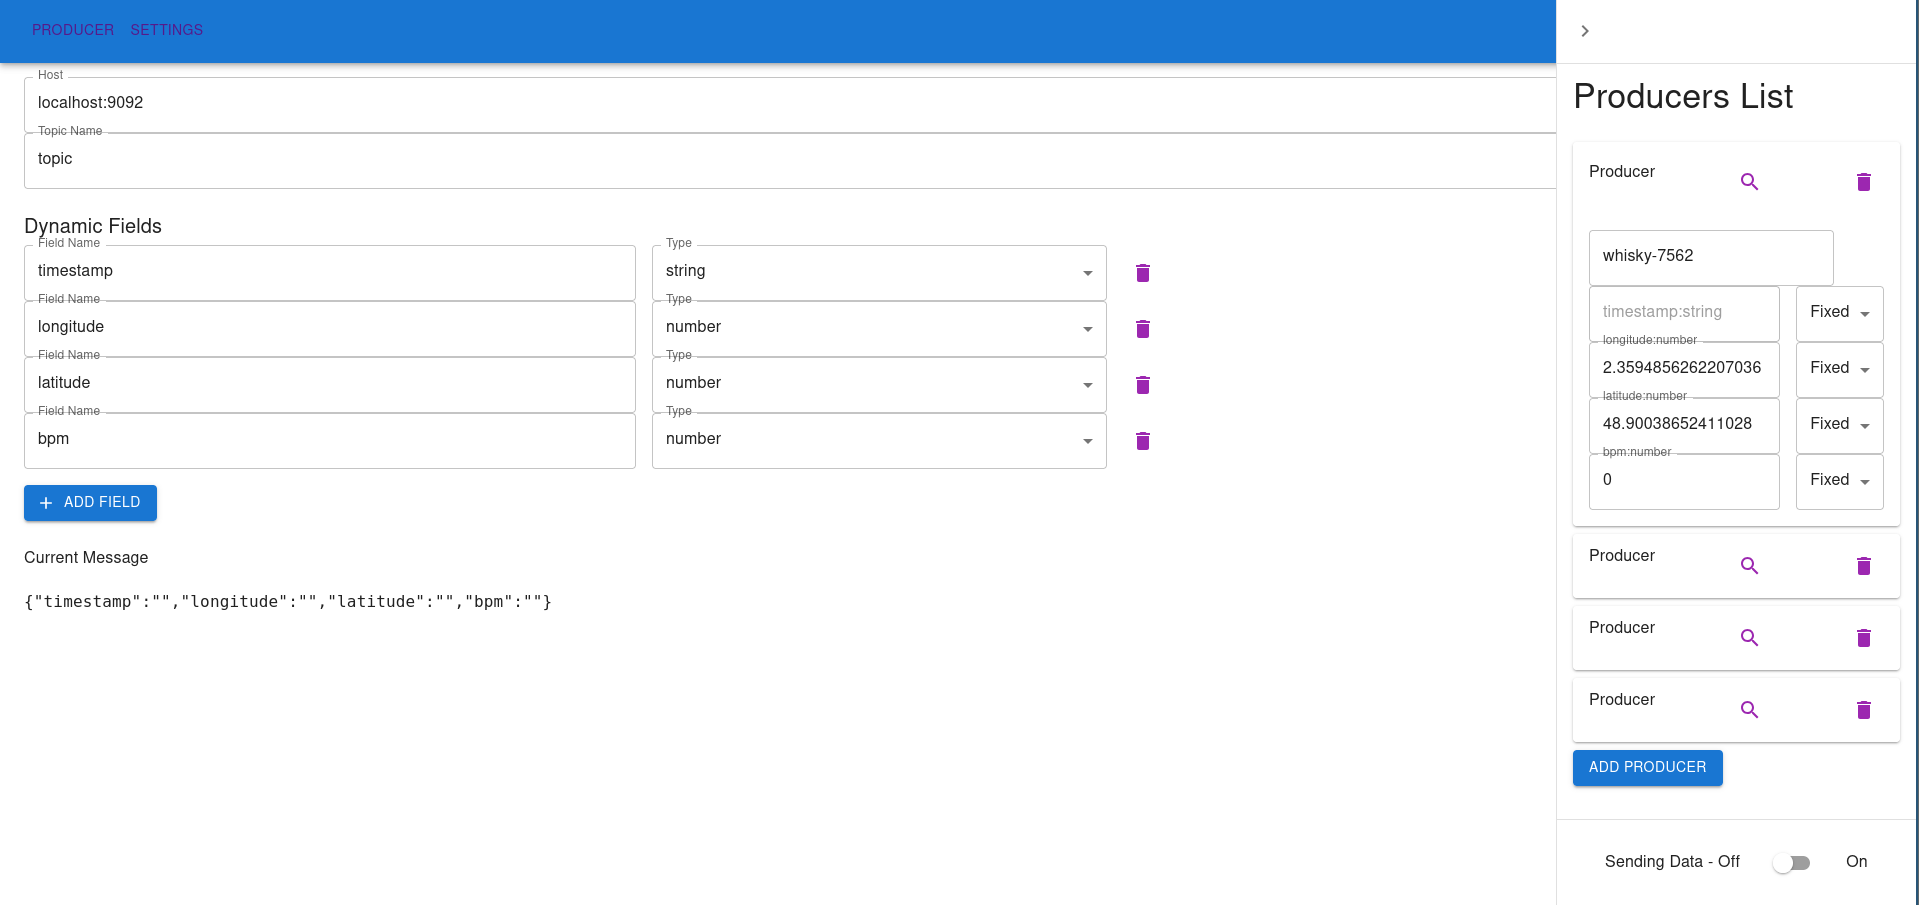 PRODUCER SETTINGS
Host
localhost:9092
Topic Name
topic
Dynamic Fields
Field Name Type
timestamp string
Field Name Type
longitude number
Field Name Type
latitude number
Field Name Type
bpm number
ADD FIELD
Current Message
{"timestamp":"","longitude":"","latitude":"","bpm":""}
Producers List
Producer
whisky-7562
timestamp:string Fixed
longitude:number
2.3594856262207036 Fixed
latitude:number
48.90038652411028 Fixed
bpm:number
0 Fixed
Producer
Producer
Producer
ADD PRODUCER
Sending Data - Off On